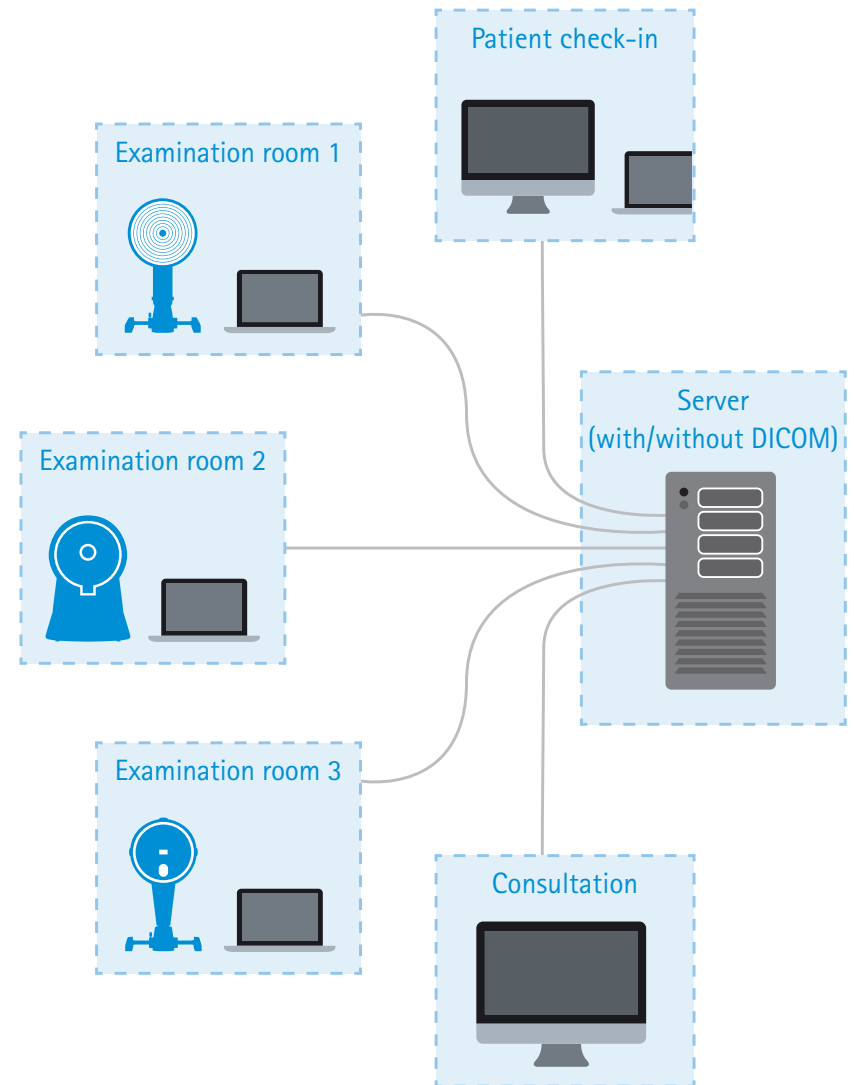 Patient check-in
Examination room 1
Server
(with/without DICOM)
Examination room 2
Examination room 3
Consultation